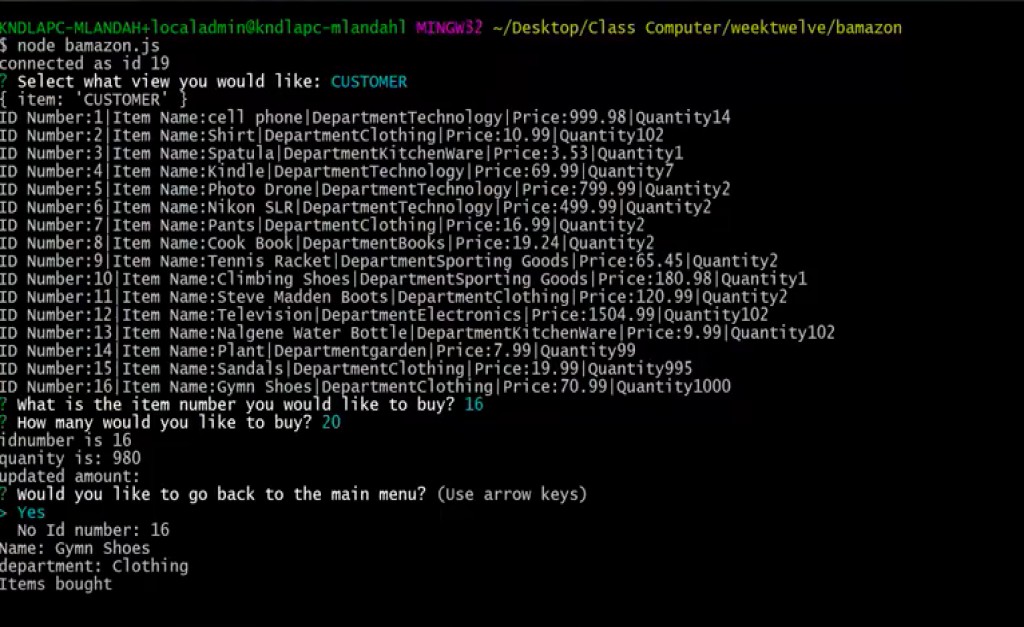 KNDLAPC-MLANDAH+localadmin@kndlapc-mlandahl MINGW32 ~/Desktop/Class Computer/weektwelve/bamazon
$ node bamazon.js
connected as id 19
? Select what view you would like: CUSTOMER
{ item: 'CUSTOMER' }
ID Number:1|Item Name:cell phone|DepartmentTechnology|Price:999.98|Quantity14
ID Number:2|Item Name:Shirt|DepartmentClothing|Price:10.99|Quantity102
ID Number:3|Item Name:Spatula|DepartmentKitchenWare|Price:3.53|Quantity1
ID Number:4|Item Name:Kindle|DepartmentTechnology|Price:69.99|Quantity7
ID Number:5|Item Name:Photo Drone|DepartmentTechnology|Price:799.99|Quantity2
ID Number:6|Item Name:Nikon SLR|DepartmentTechnology|Price:499.99|Quantity2
ID Number:7|Item Name:Pants|DepartmentClothing|Price:16.99|Quantity2
ID Number:8|Item Name:Cook Book|DepartmentBooks|Price:19.24|Quantity2
ID Number:9|Item Name:Tennis Racket|DepartmentSporting Goods|Price:65.45|Quantity2
ID Number:10|Item Name:Climbing Shoes|DepartmentSporting Goods|Price:180.98|Quantity1
ID Number:11|Item Name:Steve Madden Boots|DepartmentClothing|Price:120.99|Quantity2
ID Number:12|Item Name:Television|DepartmentElectronics|Price:1504.99|Quantity102
ID Number:13|Item Name:Nalgene Water Bottle|DepartmentKitchenWare|Price:9.99|Quantity102
ID Number:14|Item Name:Plant|Departmentgarden|Price:7.99|Quantity99
ID Number:15|Item Name:Sandals|DepartmentClothing|Price:19.99|Quantity995
ID Number:16|Item Name:Gymn Shoes|DepartmentClothing|Price:70.99|Quantity1000
? What is the item number you would like to buy? 16
? How many would you like to buy? 20
idnumber is 16
quanity is: 980
updated amount:
? Would you like to go back to the main menu? (Use arrow keys)
> Yes
No Id number: 16
Name: Gymn Shoes
department: Clothing
Items bought